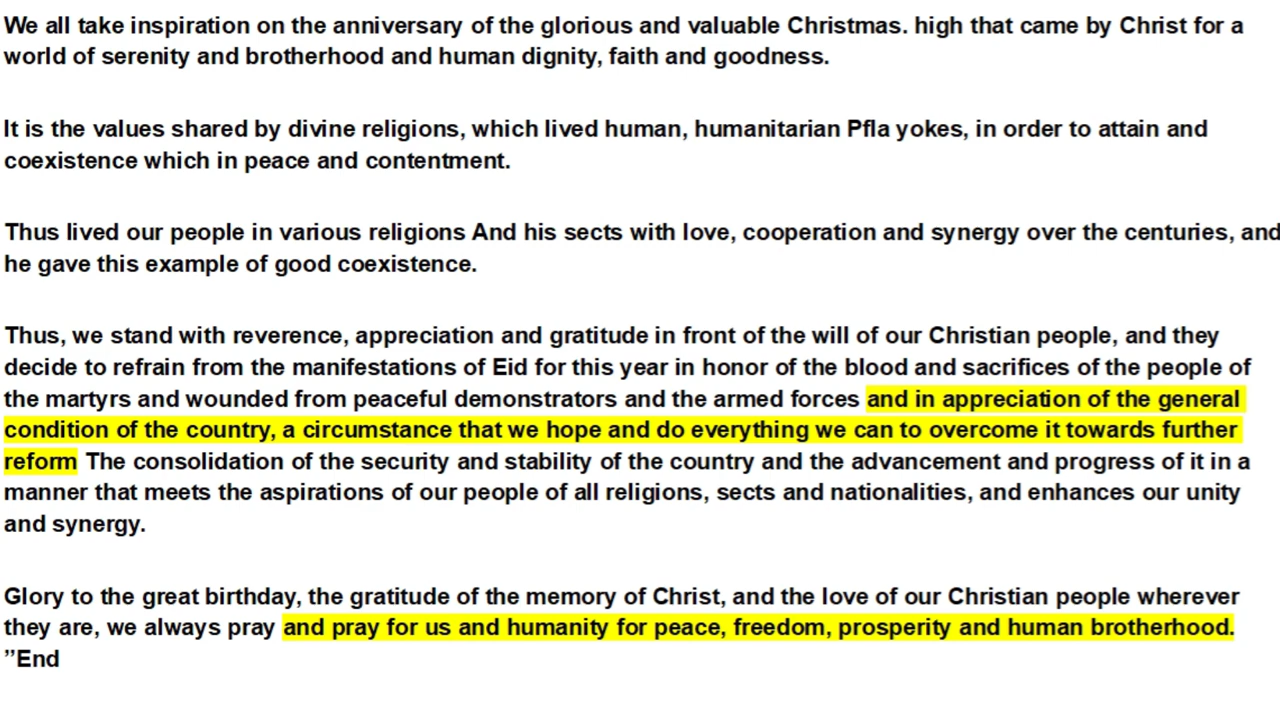 We all take inspiration on the anniversary of the glorious and valuable Christmas. high that came by Christ for a
world of serenity and brotherhood and human dignity, faith and goodness.
It is the values shared by divine religions, which lived human, humanitarian Pfla yokes, in order to attain and
coexistence which in peace and contentment.
Thus lived our people in various religions And his sects with love, cooperation and synergy over the centuries, and
he gave this example of good coexistence.
Thus, we stand with reverence, appreciation and gratitude in front of the will of our Christian people, and they
decide to refrain from the manifestations of Eid for this year in honor of the blood and sacrifices of the people of
the martyrs and wounded from peaceful demonstrators and the armed forces and in appreciation of the general
condition of the country, a circumstance that we hope and do everything we can to overcome it towards further
reform The consolidation of the security and stability of the country and the advancement and progress of it in a
manner that meets the aspirations of our people of all religions, sects and nationalities, and enhances our unity
and synergy.
Glory to the great birthday, the gratitude of the memory of Christ, and the love of our Christian people wherever
they are, we always pray and pray for us and humanity for peace, freedom, prosperity and human brotherhood.
”End